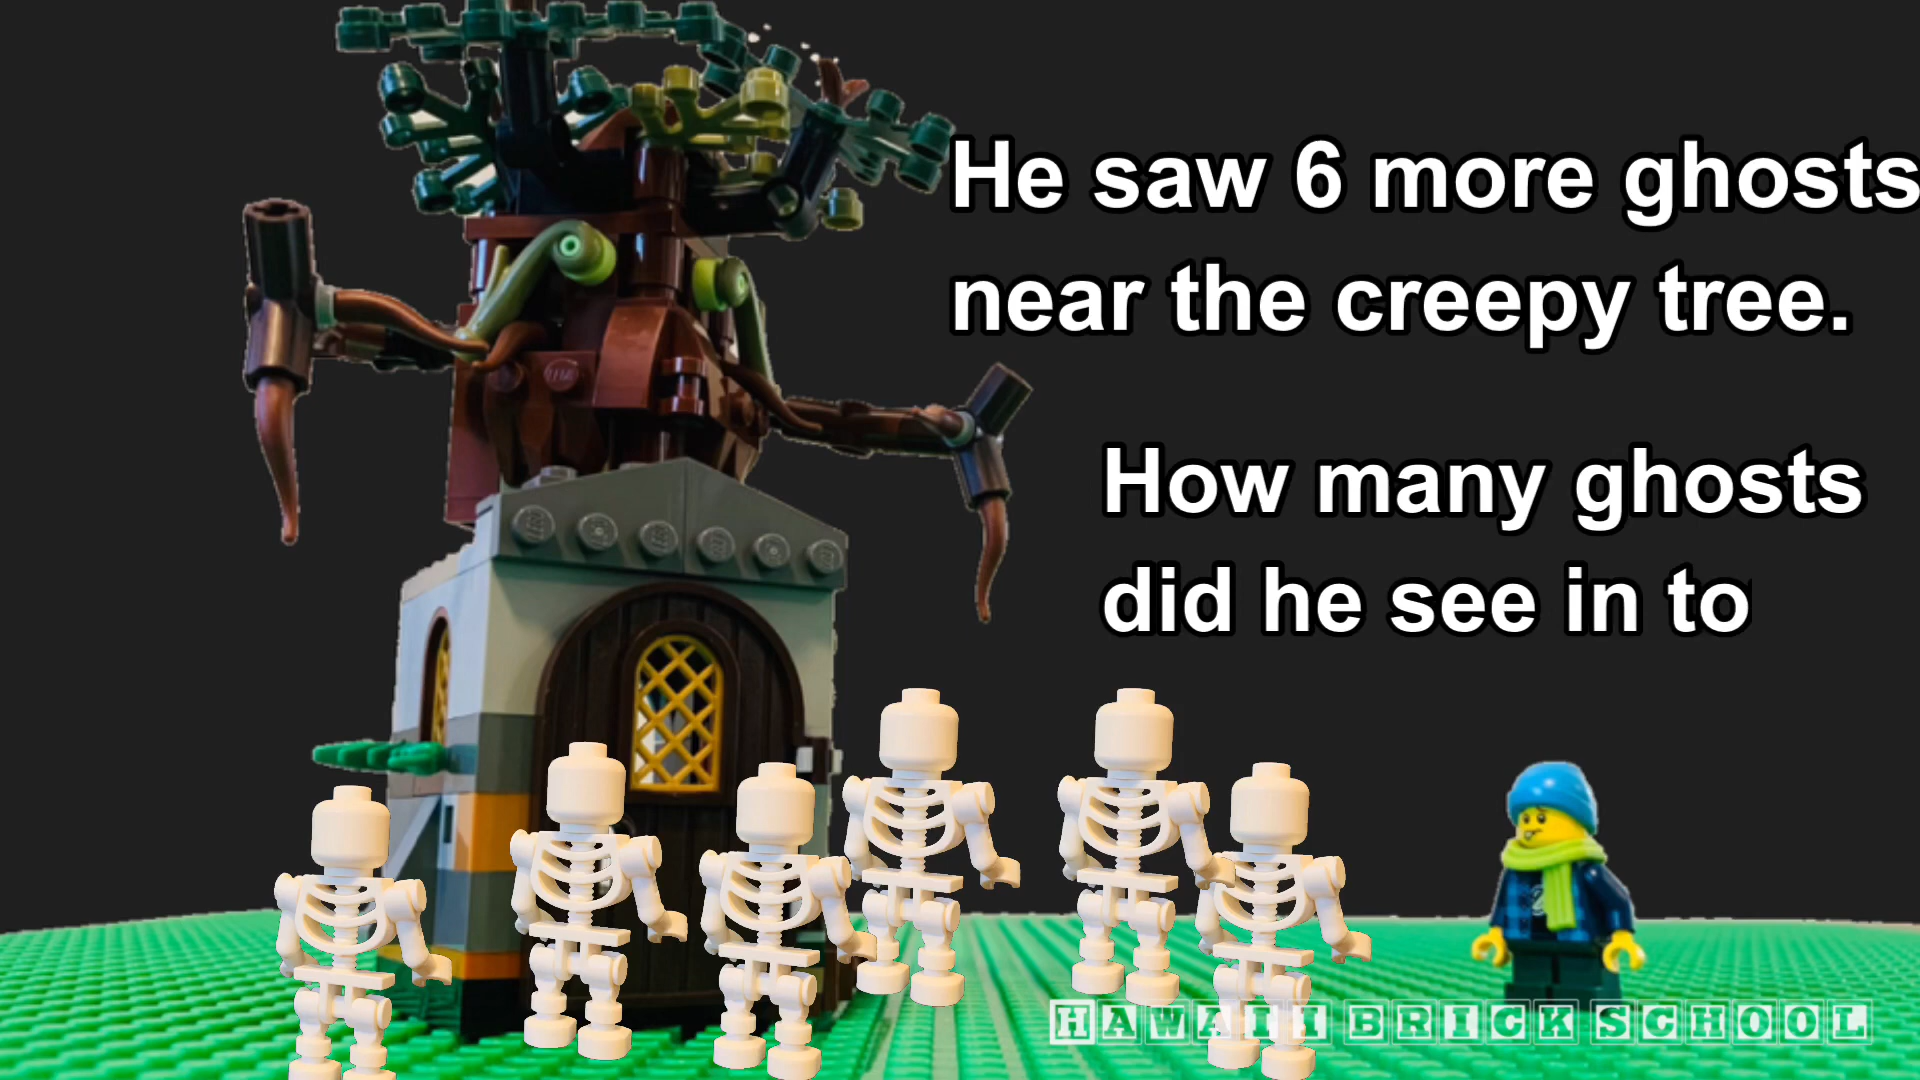 He saw 6 more ghosts
near the creepy tree.
How many ghosts
did he see in to
HAWAII BRICK SCHOOL